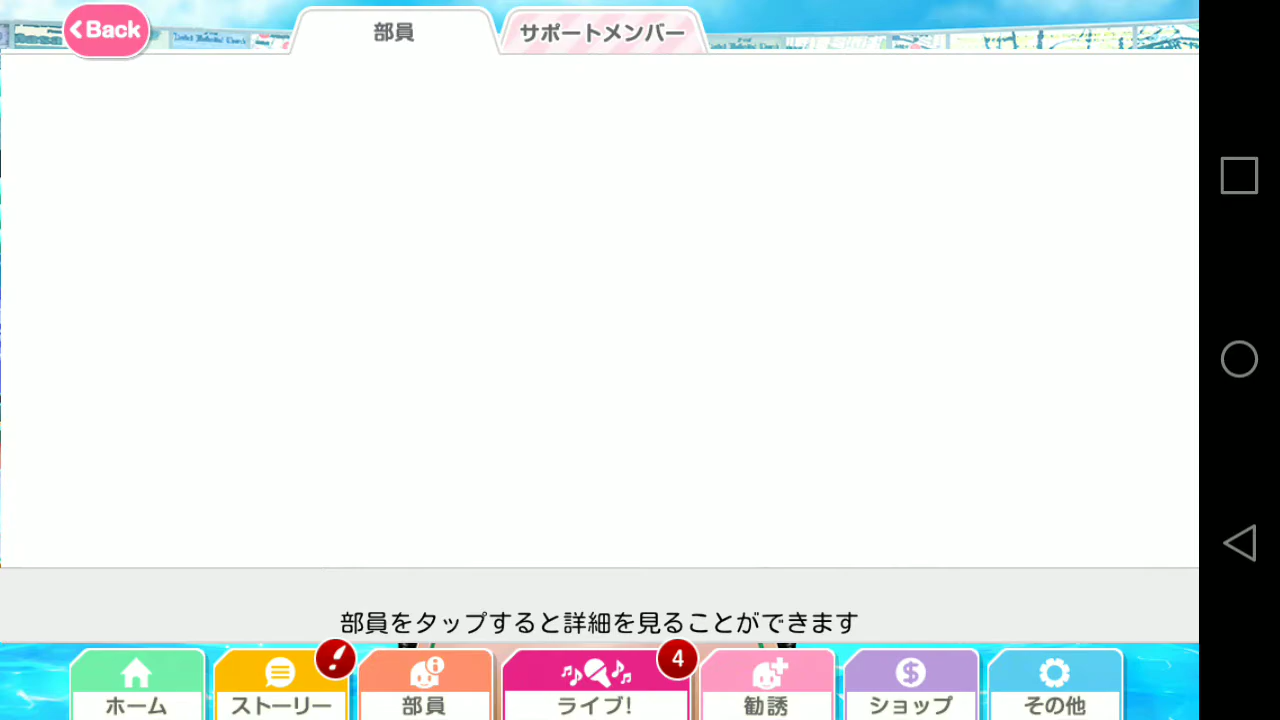 Back
部員
サポートメンバー
部員をタップすると詳細を見ることができます
4
ホーム
ストーリー
部員
ライブ!
勧誘
ショップ
その他